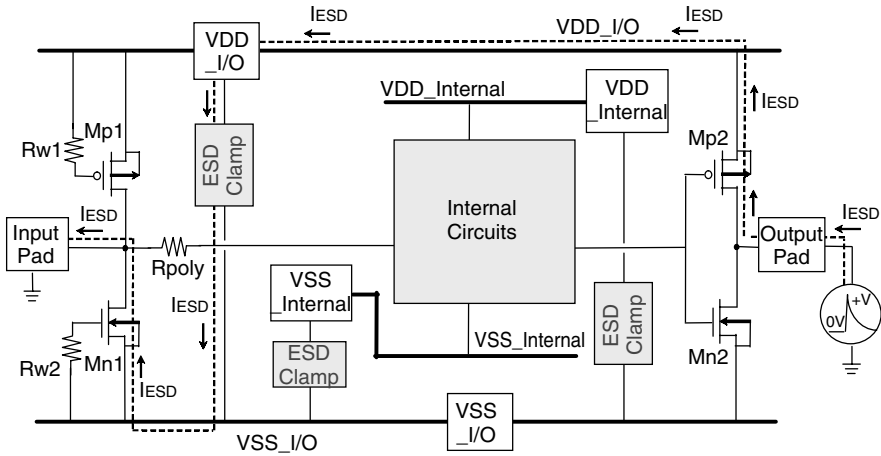 IESD
IESD
VDD
_I/O
VDD_I/O
IESD
IESD
VDD_Internal
VDD
_Internal
Mp1
Rw1
ESD
Clamp
Mp2
IESD
Input
Pad
Internal
Circuits
IESD
Output
Pad
Rpoly
VSS
_Internal
+V
0V
IESD
VSS_Internal
ESD
Clamp
Rw2
Mn1
ESD
Clamp
Mn2
IESD
VSS
_I/O
VSS_I/O